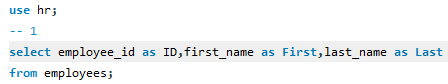 use hr;
-- 1
select employee_id as ID,first_name as First,last_name as Last
from employees;